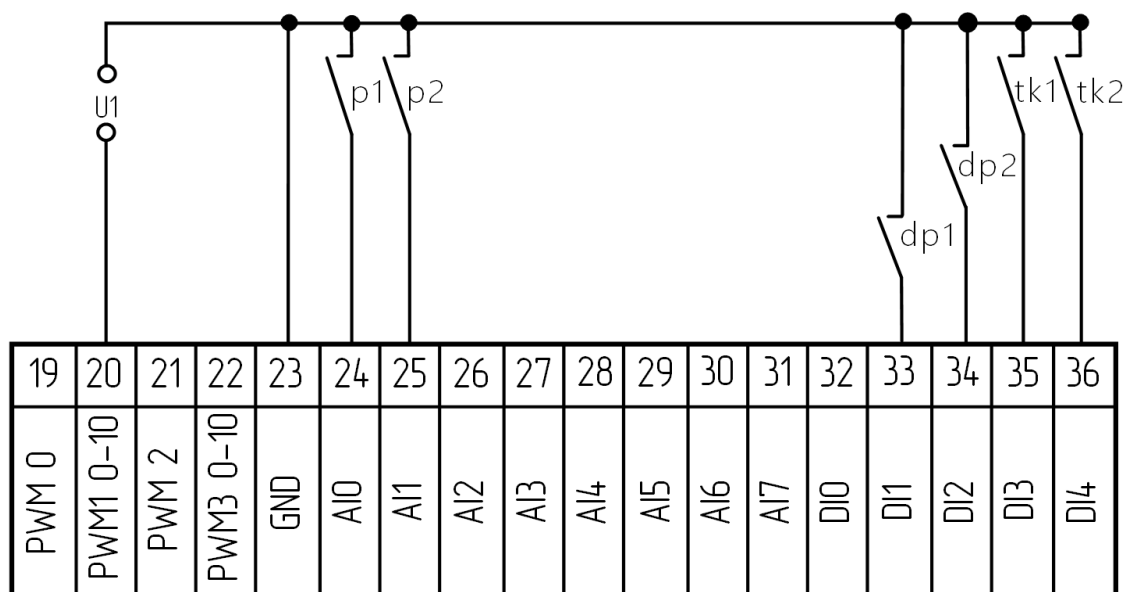 U1
p1
p2
dp1
dp2
tk1
tk2
19 20 21 22 23 24 25 26 27 28 29 30 31 32 33 34 35 36
PWM 0
PWM1 0-10
PWM 2
PWM3 0-10
GND
AI0
AI1
AI2
AI3
AI4
AI5
AI6
AI7
DI0
DI1
DI2
DI3
DI4